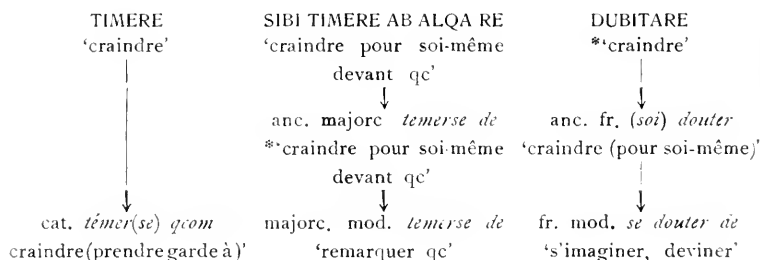 TIMERE SIBI TIMERE AB ALQA RE DUBITARE
‘craindre’ ‘craindre pour soi-même *‘craindre’
devant qc’
anc. majorc temerse de anc. fr. (soi) douter
*‘craindre pour soi-même ‘craindre (pour soi-même)’
devant qc’
cat. témer(se) qcom majorc. mod. temerse de fr. mod. se douter de
craindre(prendre garde à)’ ‘remarquer qc’ ‘s’imaginer, deviner’